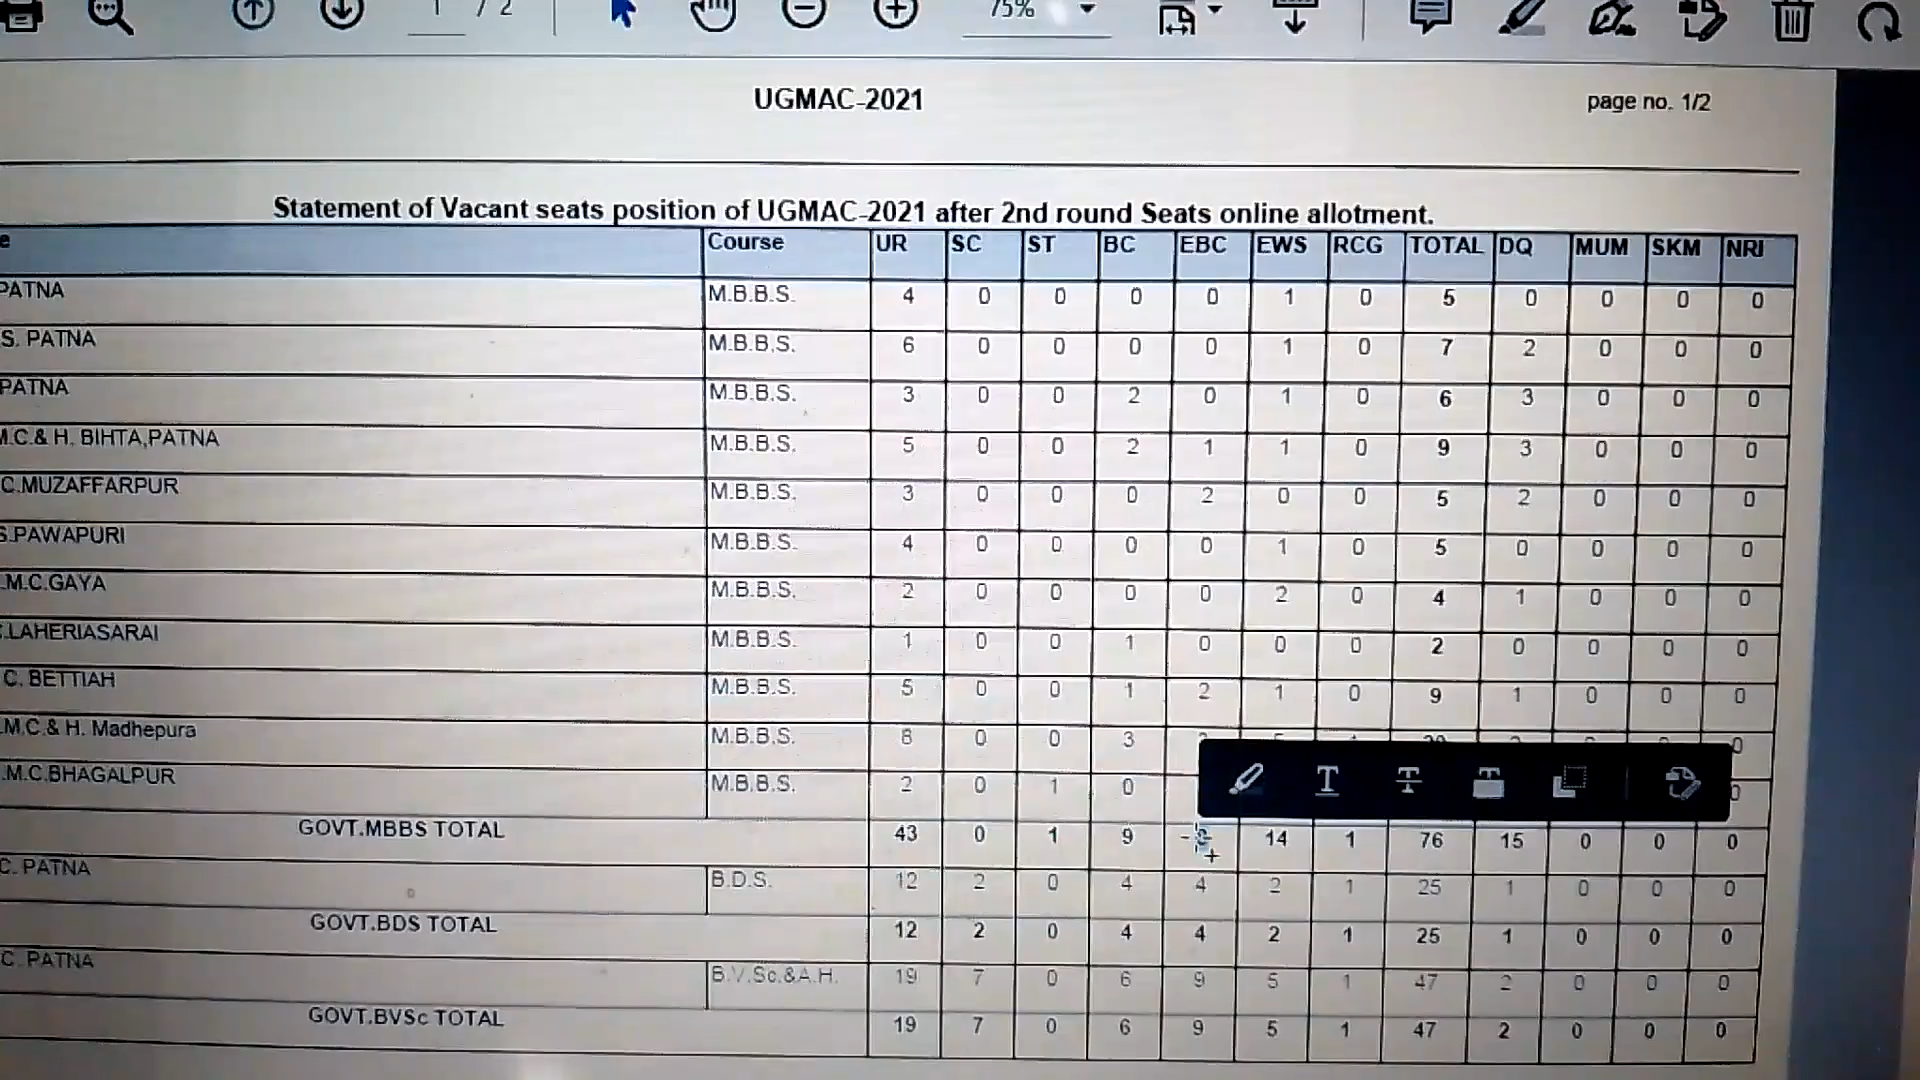 1 / 2 75%
UGMAC-2021 page no. 1/2
Statement of Vacant seats position of UGMAC-2021 after 2nd round Seats online allotment.
e Course UR SC ST BC EBC EWS RCG TOTAL DQ MUM SKM NRI
PATNA M.B.B.S. 4 0 0 0 0 1 0 5 0 0 0 0
S. PATNA M.B.B.S. 6 0 0 0 0 1 0 7 2 0 0 0
PATNA M.B.B.S. 3 0 0 2 0 1 0 6 3 0 0 0
M.C.& H. BIHTA,PATNA M.B.B.S. 5 0 0 2 1 1 0 9 3 0 0 0
C.MUZAFFARPUR M.B.B.S. 3 0 0 0 2 0 0 5 2 0 0 0
S.PAWAPURI M.B.B.S. 4 0 0 0 0 1 0 5 0 0 0 0
.M.C.GAYA M.B.B.S. 2 0 0 0 0 2 0 4 1 0 0 0
.LAHERIASARAI M.B.B.S. 1 0 0 1 0 0 0 2 0 0 0 0
C. BETTIAH M.B.B.S. 5 0 0 1 2 1 0 9 1 0 0 0
.M.C.& H. Madhepura M.B.B.S. 8 0 0 3 0
.M.C.BHAGALPUR M.B.B.S. 2 0 1 0 0
GOVT.MBBS TOTAL 43 0 1 9 14 1 76 15 0 0 0
C. PATNA B.D.S. 12 2 0 4 4 2 1 25 1 0 0 0
GOVT.BDS TOTAL 12 2 0 4 4 2 1 25 1 0 0 0
C. PATNA B.V.Sc.&A.H. 19 7 0 6 9 5 1 47 2 0 0 0
GOVT.BVSc TOTAL 19 7 0 6 9 5 1 47 2 0 0 0